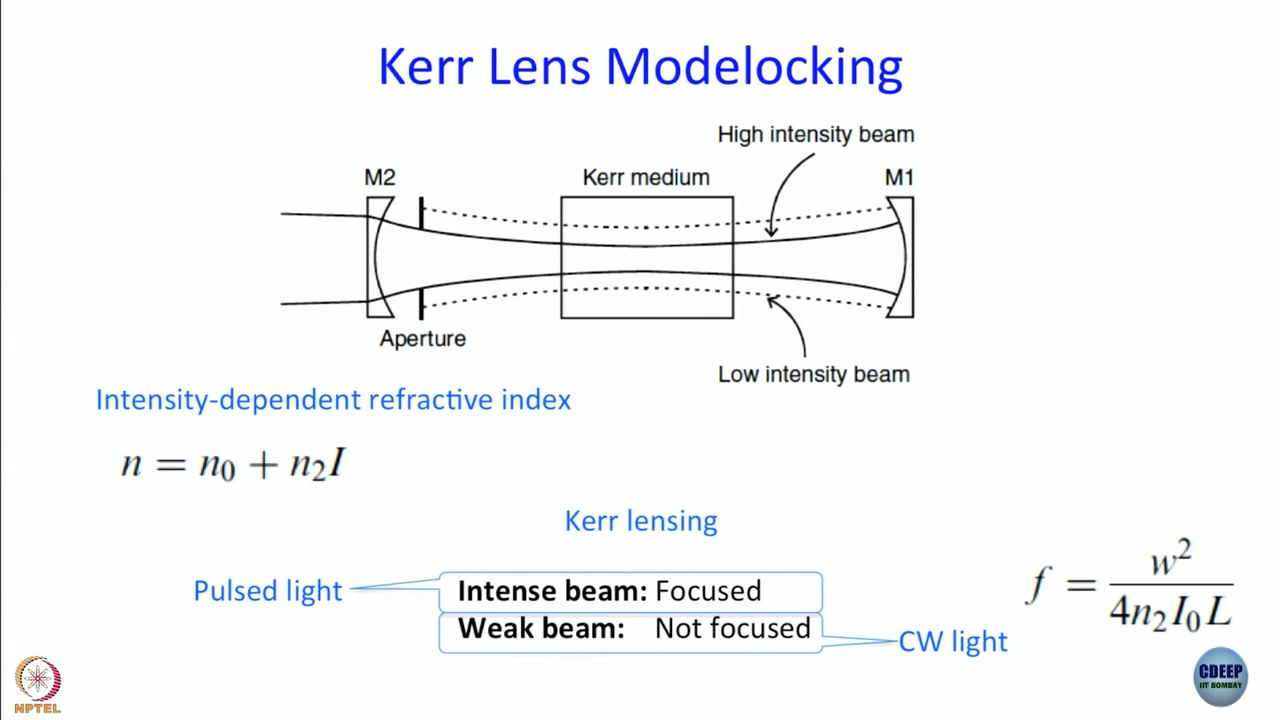 Kerr Lens Modelocking
High intensity beam
M2
Kerr medium
M1
Aperture
Low intensity beam
Intensity-dependent refractive index
n = n₀ + n₂I
Kerr lensing
Pulsed light
Intense beam: Focused
Weak beam: Not focused
CW light
f = w² / 4n₂I₀L
NPTEL
CDEEP
IIT BOMBAY